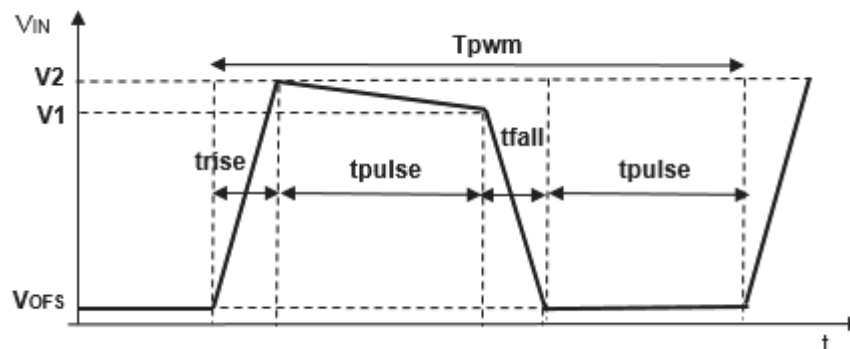 VIN
Tpwm
V2
V1
tfall
trise
tpulse
tpulse
VOFS
t